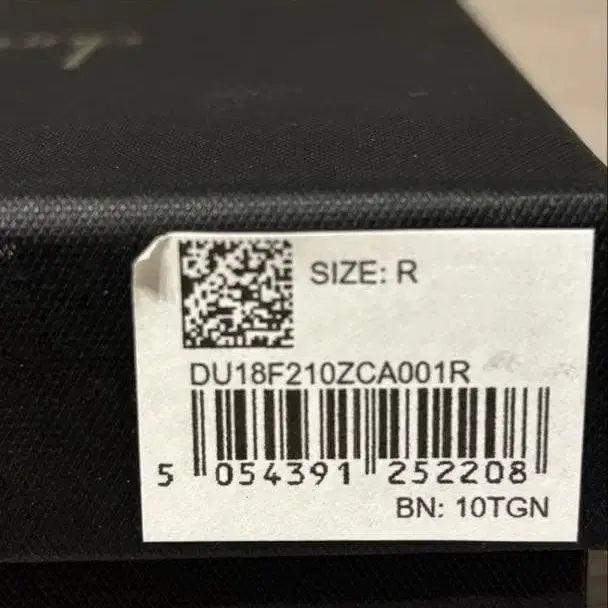 SIZE: R
DU18F210ZCA001R
5 054391 252208
BN: 10TGN